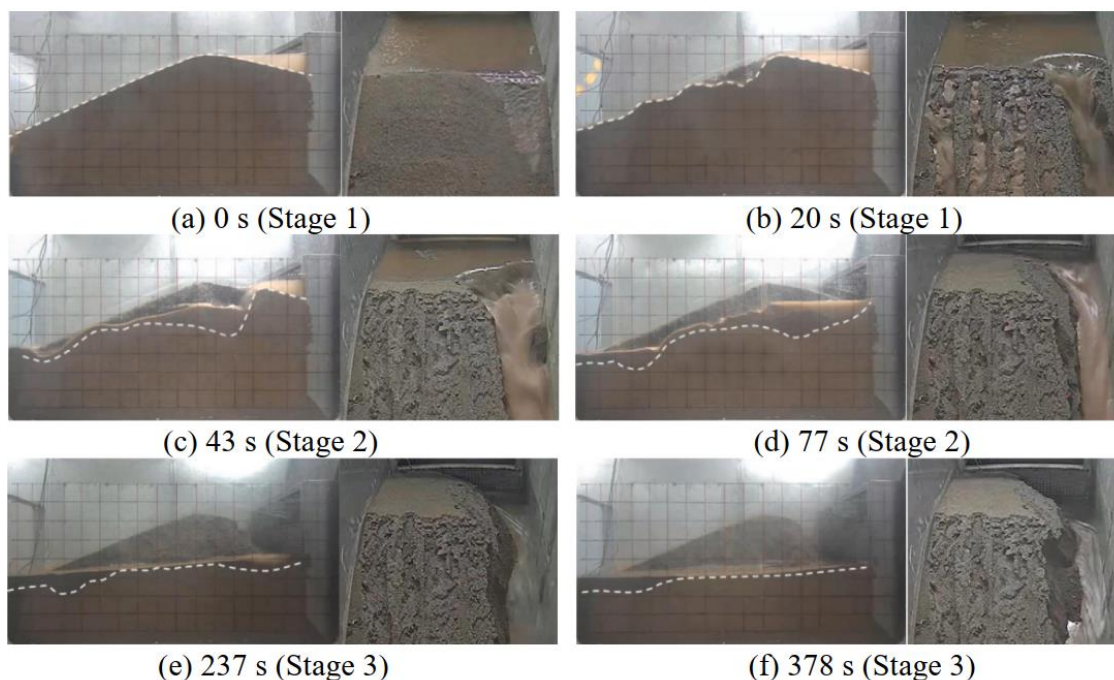 (a) 0 s (Stage 1)
(b) 20 s (Stage 1)
(c) 43 s (Stage 2)
(d) 77 s (Stage 2)
(e) 237 s (Stage 3)
(f) 378 s (Stage 3)